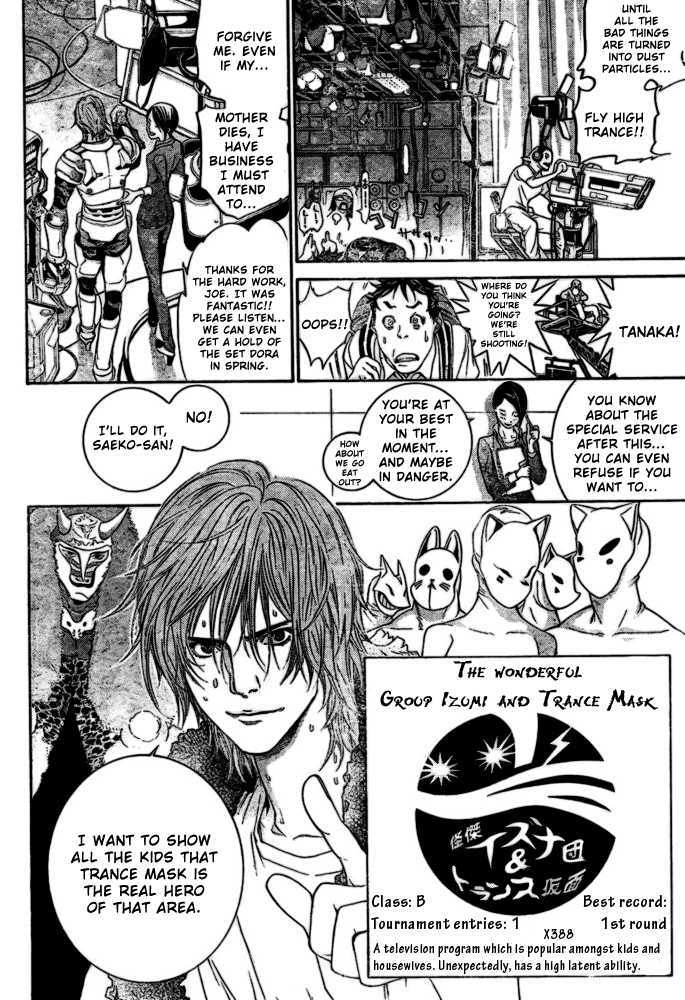 UNTIL
ALL THE
BAD THINGS
ARE TURNED
INTO DUST
PARTICLES...
FLY HIGH
TRANCE!!
FORGIVE
ME. EVEN
IF MY...
MOTHER
DIES, I
HAVE
BUSINESS
I MUST
ATTEND
TO...
THANKS FOR
THE HARD WORK,
JOE. IT WAS
FANTASTIC!!
PLEASE LISTEN...
WE CAN EVEN
GET A HOLD OF
THE SET DORA
IN SPRING.
TANAKA!
WHERE DO
YOU THINK
YOU'RE
GOING?
WE'RE
STILL
SHOOTING!
OOPS!!
YOU KNOW
ABOUT THE
SPECIAL SERVICE
AFTER THIS...
YOU CAN EVEN
REFUSE IF YOU
WANT TO...
YOU'RE AT
YOUR BEST
IN THE
MOMENT...
AND MAYBE
IN DANGER.
HOW
ABOUT
WE GO
EAT
OUT?
NO!
I'LL DO IT,
SAEKO-SAN!
I WANT TO SHOW
ALL THE KIDS THAT
TRANCE MASK IS
THE REAL HERO
OF THAT AREA.
THE WONDERFUL
GROUP IZUMI AND TRANCE MASK
怪傑イズナ団
&
トランス仮面
Class: B
Best record:
Tournament entries: 1
1st round
X388
A television program which is popular amongst kids and
housewives. Unexpectedly, has a high latent ability.